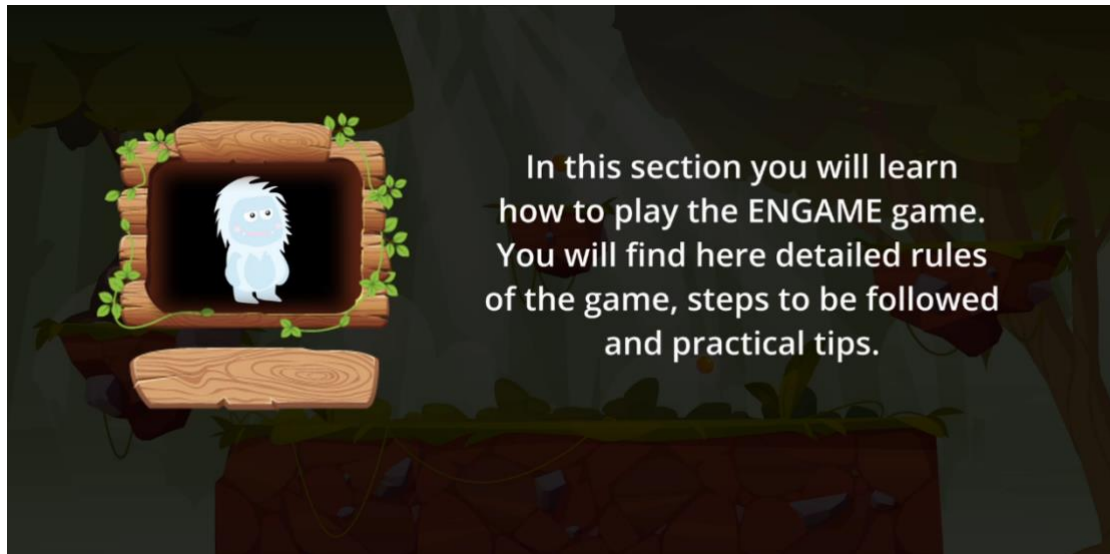 In this section you will learn
how to play the ENGAME game.
You will find here detailed rules
of the game, steps to be followed
and practical tips.